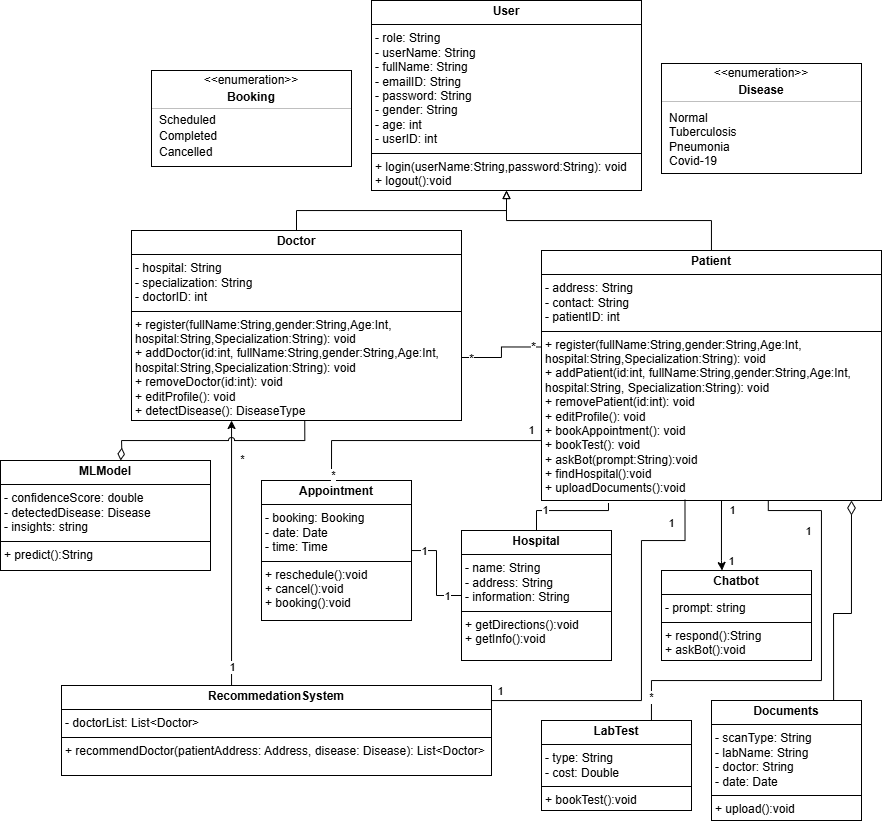 User
- role: String
- userName: String
- fullName: String
- emailID: String
- password: String
- gender: String
- age: int
- userID: int
+ login(userName:String,password:String): void
+ logout():void
<<enumeration>>
Booking
Scheduled
Completed
Cancelled
<<enumeration>>
Disease
Normal
Tuberculosis
Pneumonia
Covid-19
Doctor
- hospital: String
- specialization: String
- doctorID: int
+ register(fullName:String,gender:String,Age:Int,
hospital:String,Specialization:String): void
+ addDoctor(id:int, fullName:String,gender:String,Age:Int,
hospital:String,Specialization:String): void
+ removeDoctor(id:int): void
+ editProfile(): void
+ detectDisease(): DiseaseType
*
*
Patient
- address: String
- contact: String
- patientID: int
+ register(fullName:String,gender:String,Age:Int,
hospital:String,Specialization:String): void
+ addPatient(id:int, fullName:String,gender:String,Age:Int,
hospital:String, Specialization:String): void
+ removePatient(id:int): void
+ editProfile(): void
+ bookAppointment(): void
+ bookTest(): void
+ askBot(prompt:String):void
+ findHospital():void
+ uploadDocuments():void
1
*
*
MLModel
- confidenceScore: double
- detectedDisease: Disease
- insights: string
+ predict():String
Appointment
- booking: Booking
- date: Date
- time: Time
+ reschedule():void
+ cancel():void
+ booking():void
1
1
1
Hospital
- name: String
- address: String
- information: String
+ getDirections():void
+ getInfo():void
1
1
1
1
Chatbot
- prompt: string
+ respond():String
+ askBot():void
1
1
RecommedationSystem
- doctorList: List<Doctor>
+ recommendDoctor(patientAddress: Address, disease: Disease): List<Doctor>
*
LabTest
- type: String
- cost: Double
+ bookTest():void
Documents
- scanType: String
- labName: String
- doctor: String
- date: Date
+ upload():void